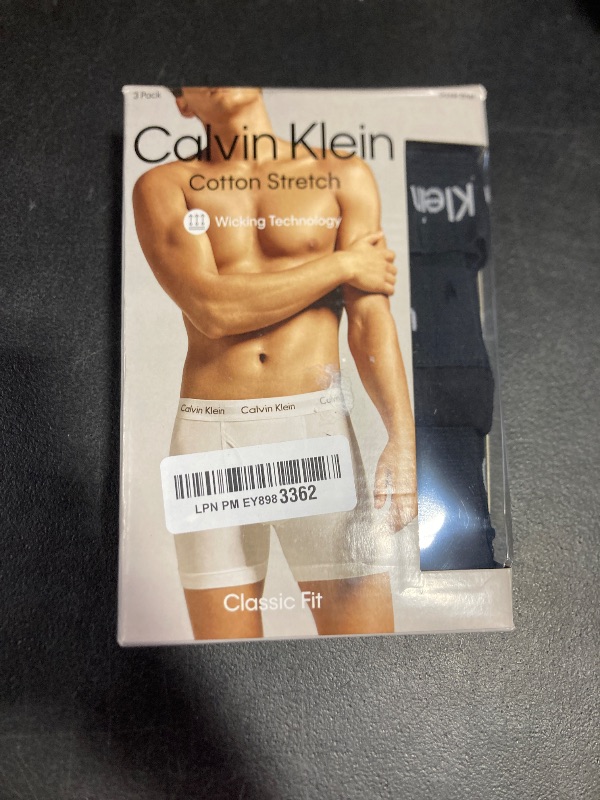 3 Pack
Calvin Klein
Cotton Stretch
Wicking Technology
Klein
Calvin Klein Calvin Klein
LPN PM EY898 3362
Classic Fit